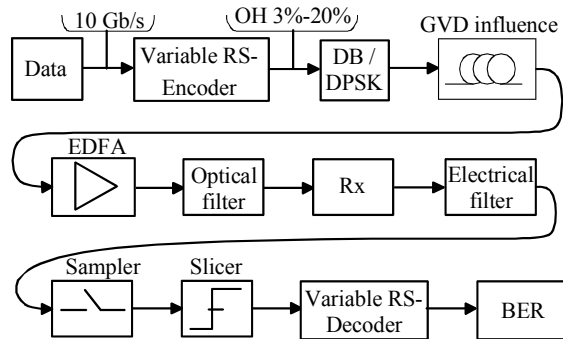 10 Gb/s
OH 3%-20%
GVD influence
Data
Variable RS-
Encoder
DB /
DPSK
EDFA
Optical
filter
Rx
Electrical
filter
Sampler
Slicer
Variable RS-
Decoder
BER